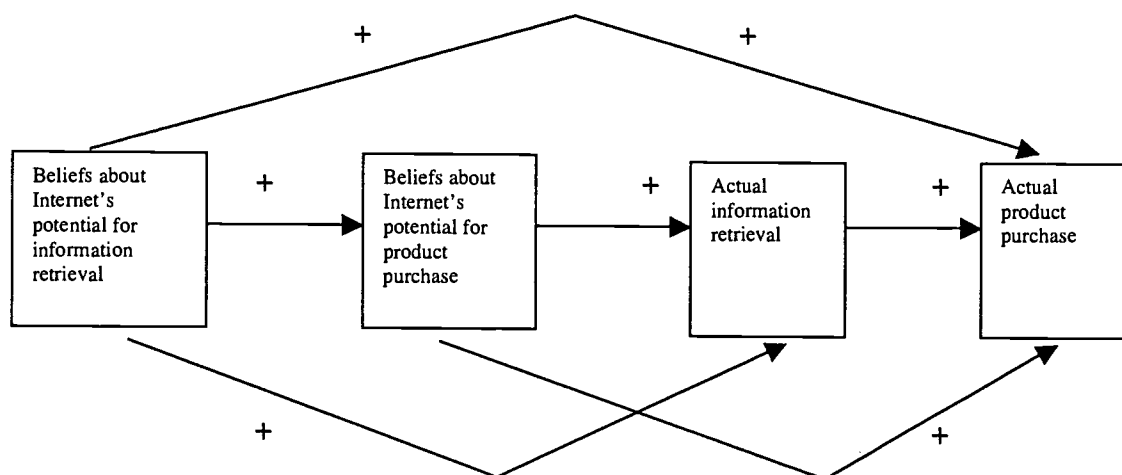 +
+
Beliefs about
Internet's
potential for
information
retrieval
+
Beliefs about
Internet's
potential for
product
purchase
+
Actual
information
retrieval
+
Actual
product
purchase
+
+